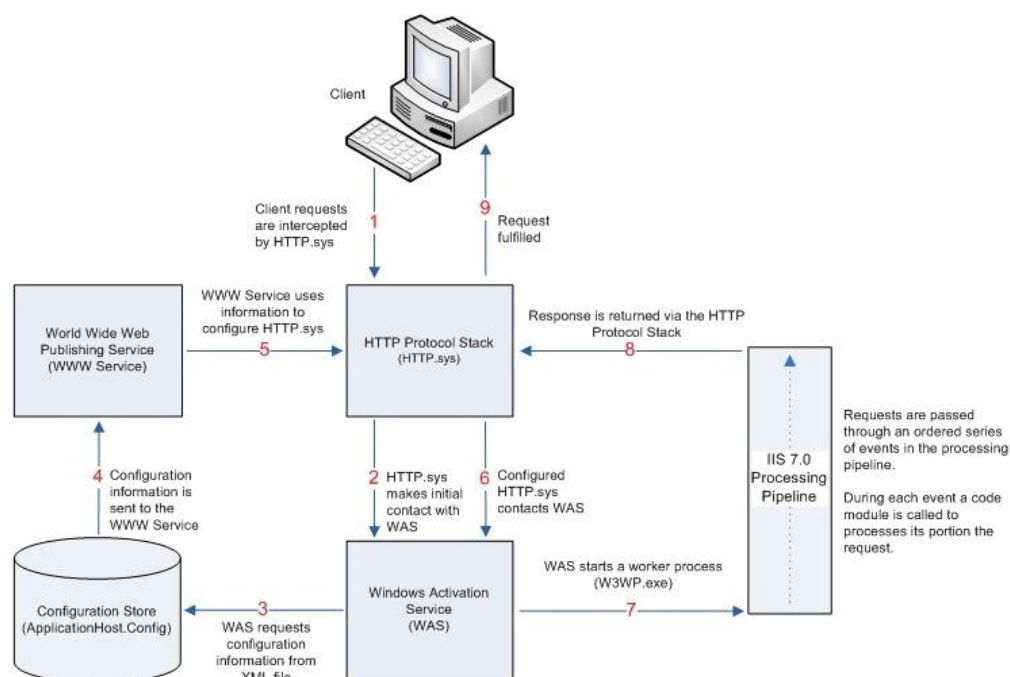 Client
Client requests
are intercepted
by HTTP.sys
1
9
Request
fulfilled
World Wide Web
Publishing Service
(WWW Service)
WWW Service uses
information to
configure HTTP.sys
5
HTTP Protocol Stack
(HTTP.sys)
Response is returned via the HTTP
Protocol Stack
8
4
Configuration
information is
sent to the
WWW Service
2
HTTP.sys
makes initial
contact with
WAS
6
Configured
HTTP.sys
contacts WAS
IIS 7.0
Processing
Pipeline
Requests are passed
through an ordered series
of events in the processing
pipeline.
During each event a code
module is called to
processes its portion the
request.
Configuration Store
(ApplicationHost.Config)
3
WAS requests
configuration
information from
XML file
Windows Activation
Service
(WAS)
WAS starts a worker process
(W3WP.exe)
7